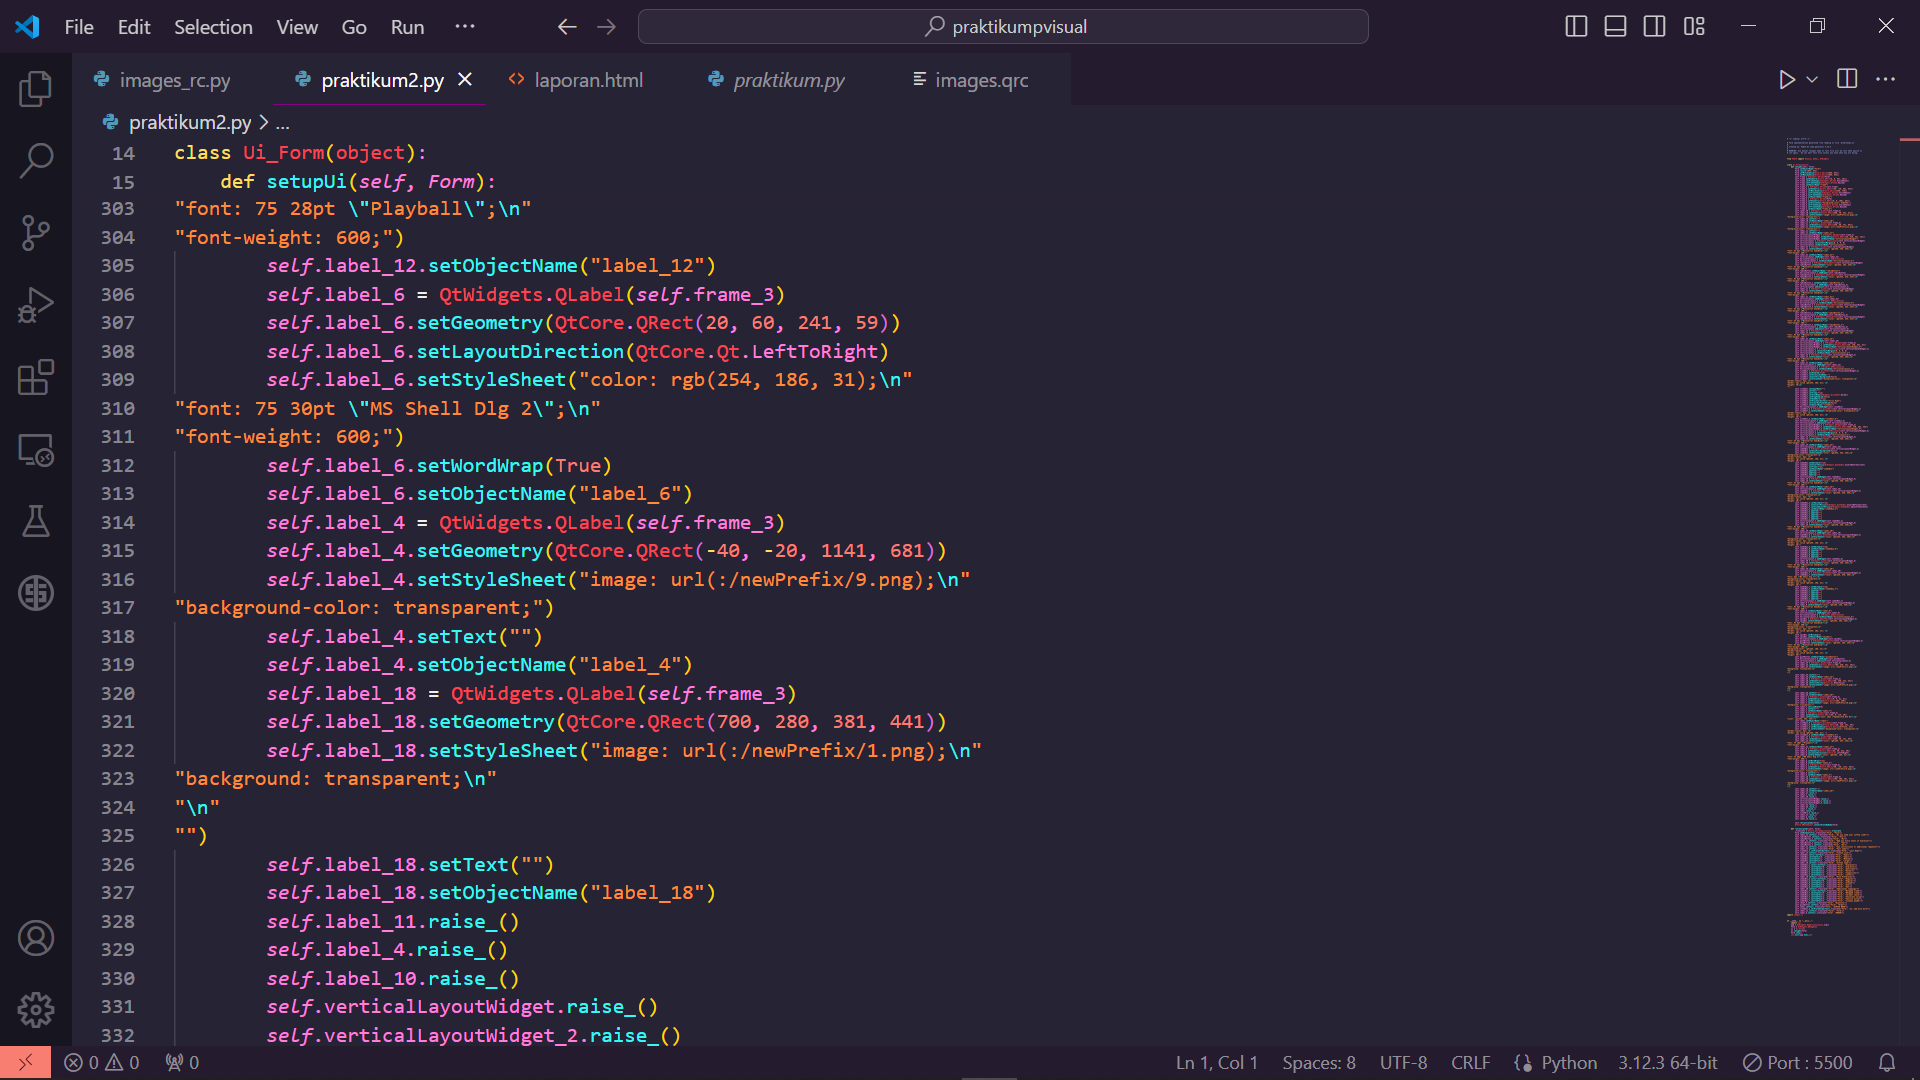 File Edit Selection View Go Run ···
praktikumpvisual
images_rc.py praktikum2.py laporan.html praktikum.py images.qrc
praktikum2.py > ...
14 class Ui_Form(object):
15 def setupUi(self, Form):
303 "font: 75 28pt \"Playball\";\n"
304 "font-weight: 600;")
305 self.label_12.setObjectName("label_12")
306 self.label_6 = QtWidgets.QLabel(self.frame_3)
307 self.label_6.setGeometry(QtCore.QRect(20, 60, 241, 59))
308 self.label_6.setLayoutDirection(QtCore.Qt.LeftToRight)
309 self.label_6.setStyleSheet("color: rgb(254, 186, 31);\n"
310 "font: 75 30pt \"MS Shell Dlg 2\";\n"
311 "font-weight: 600;")
312 self.label_6.setWordWrap(True)
313 self.label_6.setObjectName("label_6")
314 self.label_4 = QtWidgets.QLabel(self.frame_3)
315 self.label_4.setGeometry(QtCore.QRect(-40, -20, 1141, 681))
316 self.label_4.setStyleSheet("image: url(:/newPrefix/9.png);\n"
317 "background-color: transparent;")
318 self.label_4.setText("")
319 self.label_4.setObjectName("label_4")
320 self.label_18 = QtWidgets.QLabel(self.frame_3)
321 self.label_18.setGeometry(QtCore.QRect(700, 280, 381, 441))
322 self.label_18.setStyleSheet("image: url(:/newPrefix/1.png);\n"
323 "background: transparent;\n"
324 "\n"
325 "")
326 self.label_18.setText("")
327 self.label_18.setObjectName("label_18")
328 self.label_11.raise_()
329 self.label_4.raise_()
330 self.label_10.raise_()
331 self.verticalLayoutWidget.raise_()
332 self.verticalLayoutWidget_2.raise_()
0 0 0 Ln 1, Col 1 Spaces: 8 UTF-8 CRLF Python 3.12.3 64-bit Port : 5500